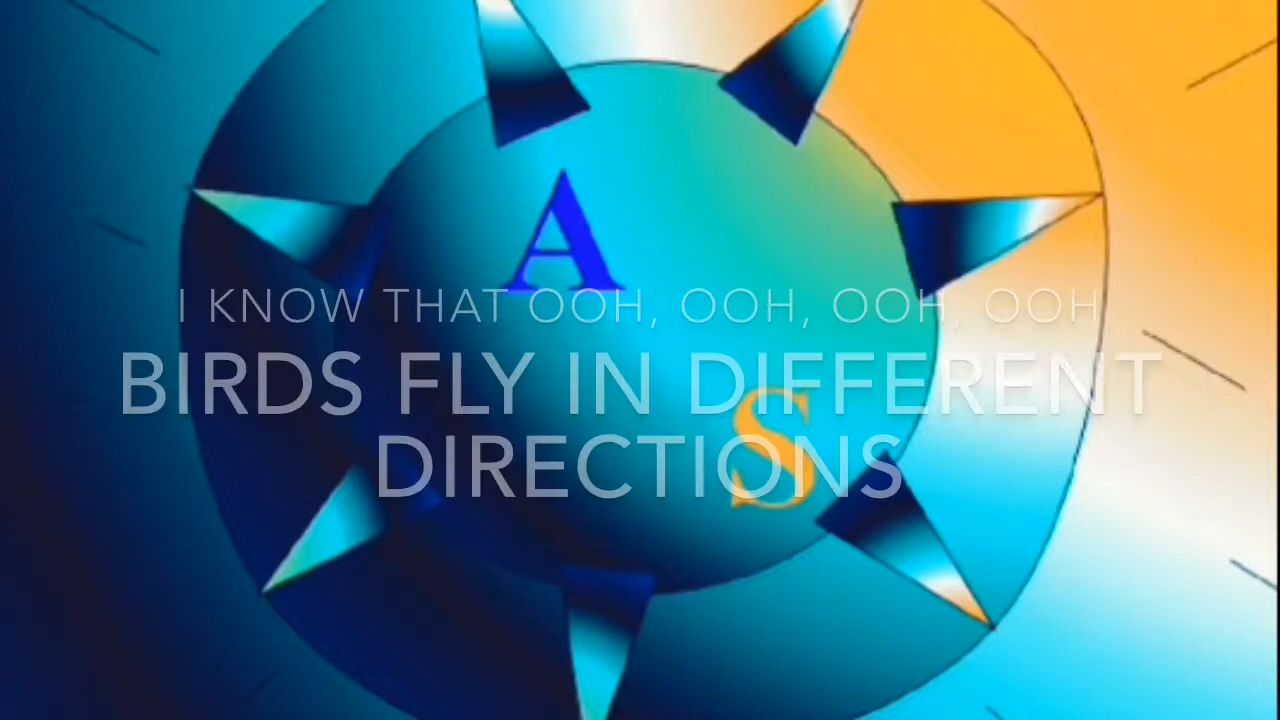 A
I KNOW THAT OOH, OOH, OOH, OOH
BIRDS FLY IN DIFFERENT
DIRECTIONS
S